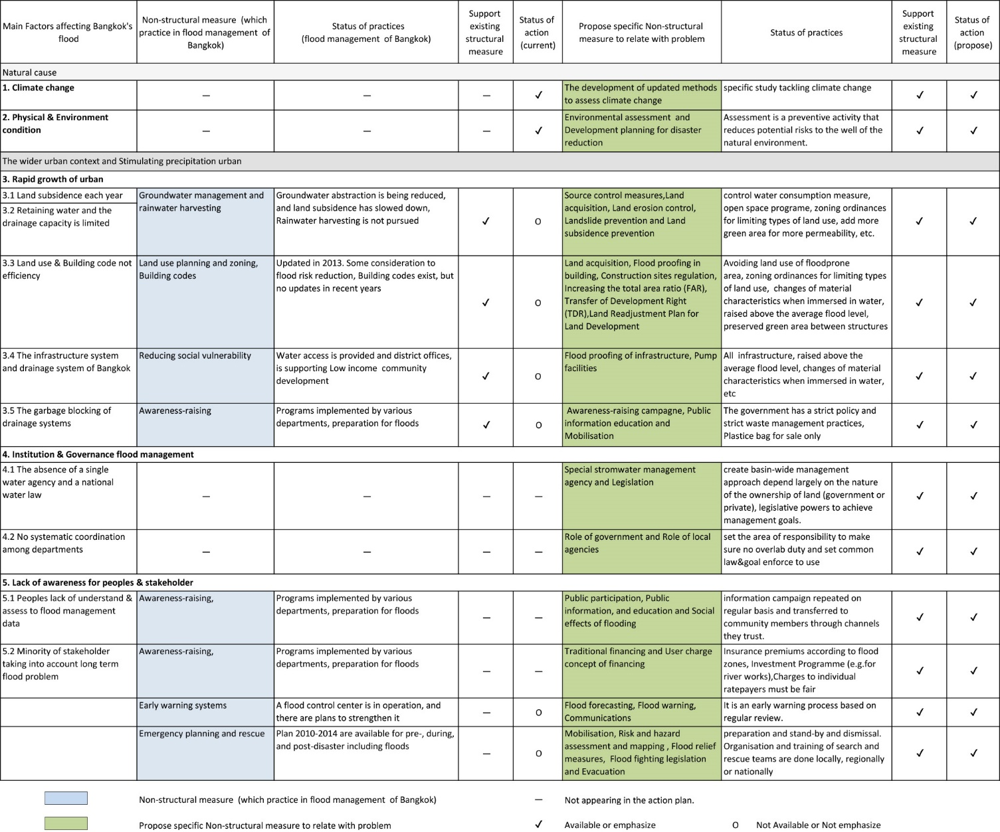 Main Factors affecting Bangkok's
flood
Non-structural measure (which
practice in flood management of
Bangkok)
Status of practices
(flood management of Bangkok)
Support
existing
structural
measure
Status of
action
(current)
Propose specific Non-structural
measure to relate with problem
Status of practices
Support
existing
structural
measure
Status of
action
(propose)
Natural cause
1. Climate change
—
—
—
✓
The development of updated methods
to assess climate change
specific study tackling climate change
✓
✓
2. Physical & Environment
condition
—
—
—
✓
Environmental assessment and
Development planning for disaster
reduction
Assessment is a preventive activity that
reduces potential risks to the well of the
natural environment.
✓
✓
The wider urban context and Stimulating precipitation urban
3. Rapid growth of urban
3.1 Land subsidence each year
3.2 Retaining water and the
drainage capacity is limited
Groundwater management and
rainwater harvesting
Groundwater abstraction is being reduced,
and land subsidence has slowed down,
Rainwater harvesting is not pursued
✓
O
Source control measures,Land
acquisition, Land erosion control,
Landslide prevention and Land
subsidence prevention
control water consumption measure,
open space programe, zoning ordinances
for limiting types of land use, add more
green area for more permeability, etc.
✓
✓
3.3 Land use & Building code not
efficiency
Land use planning and zoning,
Building codes
Updated in 2013. Some consideration to
flood risk reduction, Building codes exist, but
no updates in recent years
✓
O
Land acquisition, Flood proofing in
building, Construction sites regulation,
Increasing the total area ratio (FAR),
Transfer of Development Right
(TDR),Land Readjustment Plan for
Land Development
Avoiding land use of floodprone
area, zoning ordinances for limiting types
of land use, changes of material
characteristics when immersed in water,
raised above the average flood level,
preserved green area between structures
✓
✓
3.4 The infrastructure system
and drainage system of Bangkok
Reducing social vulnerability
Water access is provided and district offices,
is supporting Low income community
development
✓
O
Flood proofing of infrastructure, Pump
facilities
All infrastructure, raised above the
average flood level, changes of material
characteristics when immersed in water,
etc
✓
✓
3.5 The garbage blocking of
drainage systems
Awareness-raising
Programs implemented by various
departments, preparation for floods
✓
O
Awareness-raising campagne, Public
information education and
Mobilisation
The government has a strict policy and
strict waste management practices,
Plastice bag for sale only
✓
✓
4. Institution & Governance flood management
4.1 The absence of a single
water agency and a national
water law
—
—
—
—
Special stromwater management
agency and Legislation
create basin-wide management
approach depend largely on the nature
of the ownership of land (government or
private), legislative powers to achieve
management goals.
✓
✓
4.2 No systematic coordination
among departments
—
—
—
—
Role of government and Role of local
agencies
set the area of responsibility to make
sure no overlab duty and set common
law&goal enforce to use
✓
✓
5. Lack of awareness for peoples & stakeholder
5.1 Peoples lack of understand &
assess to flood management
data
Awareness-raising,
Programs implemented by various
departments, preparation for floods
—
—
Public participation, Public
information, and education and Social
effects of flooding
information campaign repeated on
regular basis and transferred to
community members through channels
they trust.
✓
✓
5.2 Minority of stakeholder
taking into account long term
flood problem
Awareness-raising,
Programs implemented by various
departments, preparation for floods
—
—
Traditional financing and User charge
concept of financing
Insurance premiums according to flood
zones, Investment Programme (e.g.for
river works),Charges to individual
ratepayers must be fair
✓
✓
Early warning systems
A flood control center is in operation, and
there are plans to strengthen it
—
O
Flood forecasting, Flood warning,
Communications
It is an early warning process based on
regular review.
✓
✓
Emergency planning and rescue
Plan 2010-2014 are available for pre-, during,
and post-disaster including floods
—
O
Mobilisation, Risk and hazard
assessment and mapping , Flood relief
measures, Flood fighting legislation
and Evacuation
preparation and stand-by and dismissal.
Organisation and training of search and
rescue teams are done locally, regionally
or nationally
✓
✓
Non-structural measure (which practice in flood management of Bangkok)
— Not appearing in the action plan.
Propose specific Non-structural measure to relate with problem
✓ Available or emphasize
O Not Available or Not emphasize